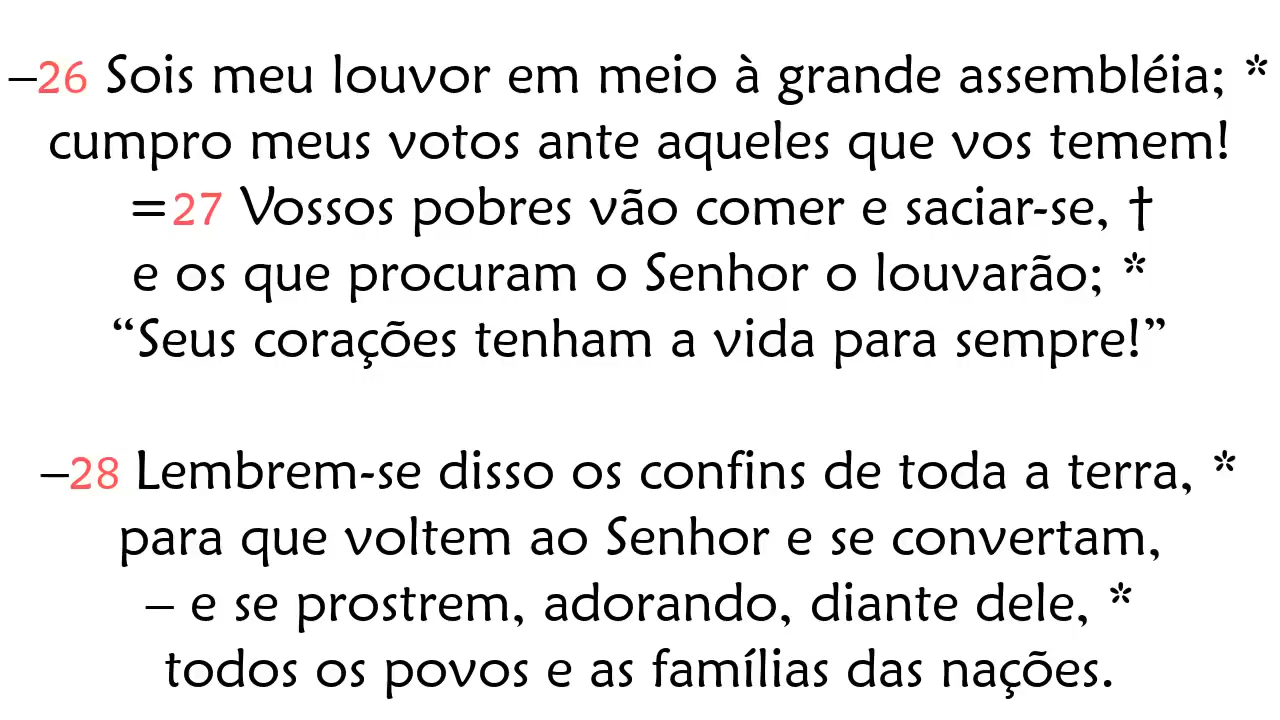 –26 Sois meu louvor em meio à grande assembléia; *
cumpro meus votos ante aqueles que vos temem!
=27 Vossos pobres vão comer e saciar-se, †
e os que procuram o Senhor o louvarão; *
“Seus corações tenham a vida para sempre!”
–28 Lembrem-se disso os confins de toda a terra, *
para que voltem ao Senhor e se convertam,
– e se prostrem, adorando, diante dele, *
todos os povos e as famílias das nações.